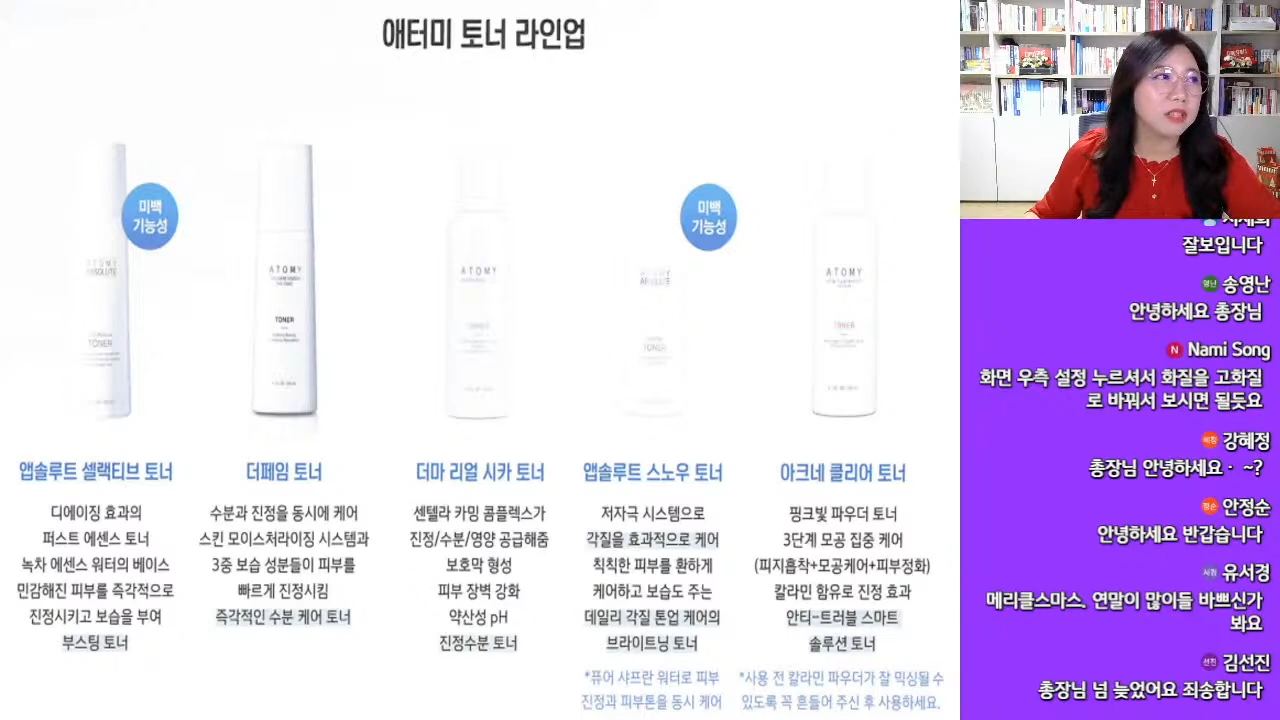 애터미 토너 라인업
미백
기능성
미백
기능성
ATOMY
ABSOLUTE
TONER
ATOMY
TONER
ATOMY
ATOMY
ABSOLUTE
TONER
ATOMY
TONER
앱솔루트 셀랙티브 토너
디에이징 효과의
퍼스트 에센스 토너
녹차 에센스 워터의 베이스
민감해진 피부를 즉각적으로
진정시키고 보습을 부여
부스팅 토너
더페임 토너
수분과 진정을 동시에 케어
스킨 모이스처라이징 시스템과
3중 보습 성분들이 피부를
빠르게 진정시킴
즉각적인 수분 케어 토너
더마 리얼 시카 토너
센텔라 카밍 콤플렉스가
진정/수분/영양 공급해줌
보호막 형성
피부 장벽 강화
약산성 pH
진정수분 토너
앱솔루트 스노우 토너
저자극 시스템으로
각질을 효과적으로 케어
칙칙한 피부를 환하게
케어하고 보습도 주는
데일리 각질 톤업 케어의
브라이트닝 토너
*퓨어 샤프란 워터로 피부
진정과 피부톤을 동시 케어
아크네 클리어 토너
핑크빛 파우더 토너
3단계 모공 집중 케어
(피지흡착+모공케어+피부정화)
칼라민 함유로 진정 효과
안티-트러블 스마트
솔루션 토너
*사용 전 칼라민 파우더가 잘 믹싱될 수
있도록 꼭 흔들어 주신 후 사용하세요.
잘보입니다
송영난
안녕하세요 총장님
N Nami Song
화면 우측 설정 누르셔서 화질을 고화질
로 바꿔서 보시면 될듯요
강혜정
총장님 안녕하세요· ~?
안정순
안녕하세요 반갑습니다
유서경
메리클스마스. 연말이 많이들 바쁘신가
봐요
김선진
총장님 넘 늦었어요 죄송합니다